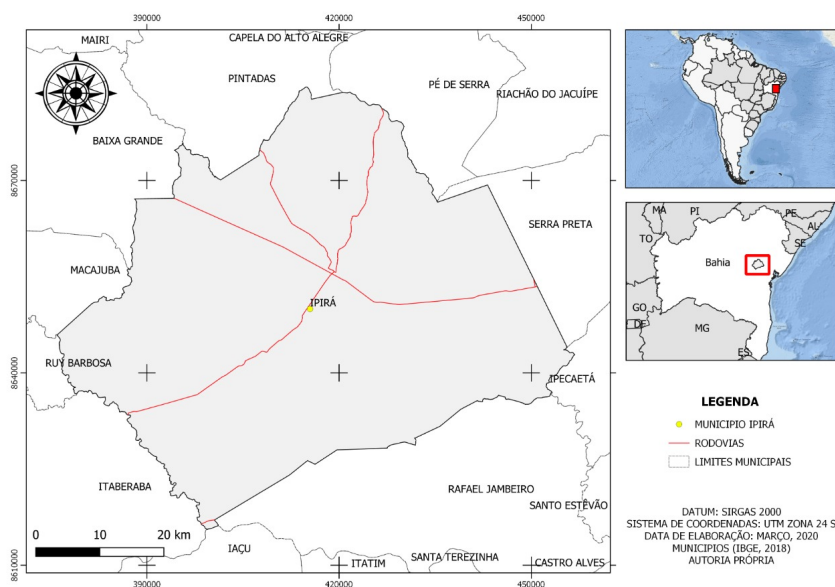 390000
420000
450000
MAIRI
CAPELA DO ALTO ALEGRE
PINTADAS
PÉ DE SERRA
RIACHÃO DO JACUÍPE
BAIXA GRANDE
8670000
8670000
SERRA PRETA
MACAJUBA
IPIRÁ
RUY BARBOSA
8640000
8640000
IPECAETÁ
ITABERABA
RAFAEL JAMBEIRO
SANTO ESTÊVÃO
0 10 20 km
IAÇU
ITATIM
SANTA TEREZINHA
CASTRO ALVES
8610000
8610000
390000
420000
450000
MA
PI
PE
AL
TO
SE
Bahia
GO
DF
MG
ES
LEGENDA
MUNICIPIO IPIRÁ
RODOVIAS
LIMITES MUNICIPAIS
DATUM: SIRGAS 2000
SISTEMA DE COORDENADAS: UTM ZONA 24 S
DATA DE ELABORAÇÃO: MARÇO, 2020
MUNICIPIOS (IBGE, 2018)
AUTORIA PRÓPRIA